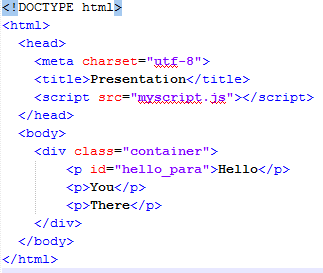 <!DOCTYPE html>
<html>
  <head>
    <meta charset="utf-8">
    <title>Presentation</title>
    <script src="myscript.js"></script>
  </head>
  <body>
    <div class="container">
        <p id="hello_para">Hello</p>
        <p>You</p>
        <p>There</p>
    </div>
  </body>
</html>